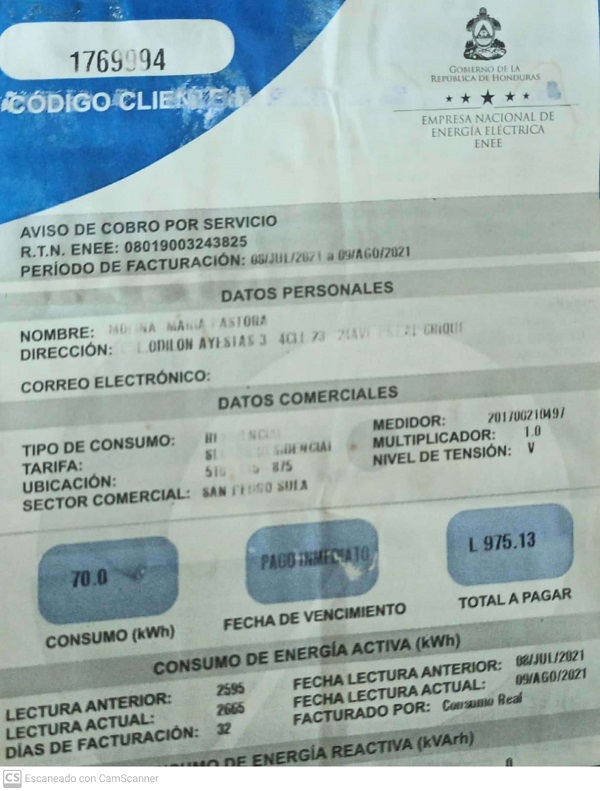 1769994
CÓDIGO CLIENTE
GOBIERNO DE LA
REPÚBLICA DE HONDURAS
EMPRESA NACIONAL DE
ENERGÍA ELÉCTRICA
ENEE
AVISO DE COBRO POR SERVICIO
R.T.N. ENEE: 08019003243825
PERÍODO DE FACTURACIÓN: 08/JUL/2021 a 09/AGO/2021
DATOS PERSONALES
NOMBRE:
DIRECCIÓN: ODILON AYESTAS 3
CORREO ELECTRÓNICO:
DATOS COMERCIALES
TIPO DE CONSUMO:
TARIFA:
UBICACIÓN:
SECTOR COMERCIAL: SAN PEDRO SULA
MEDIDOR: 201700210497
MULTIPLICADOR: 1.0
NIVEL DE TENSIÓN: V
70.0
CONSUMO (kWh)
PAGO INMEDIATO
FECHA DE VENCIMIENTO
L 975.13
TOTAL A PAGAR
CONSUMO DE ENERGÍA ACTIVA (kWh)
LECTURA ANTERIOR: 2595
LECTURA ACTUAL: 2665
DÍAS DE FACTURACIÓN: 32
FECHA LECTURA ANTERIOR: 08/JUL/2021
FECHA LECTURA ACTUAL: 09/AGO/2021
FACTURADO POR: Consumo Real
DE ENERGÍA REACTIVA (kVArh)
CS Escaneado con CamScanner